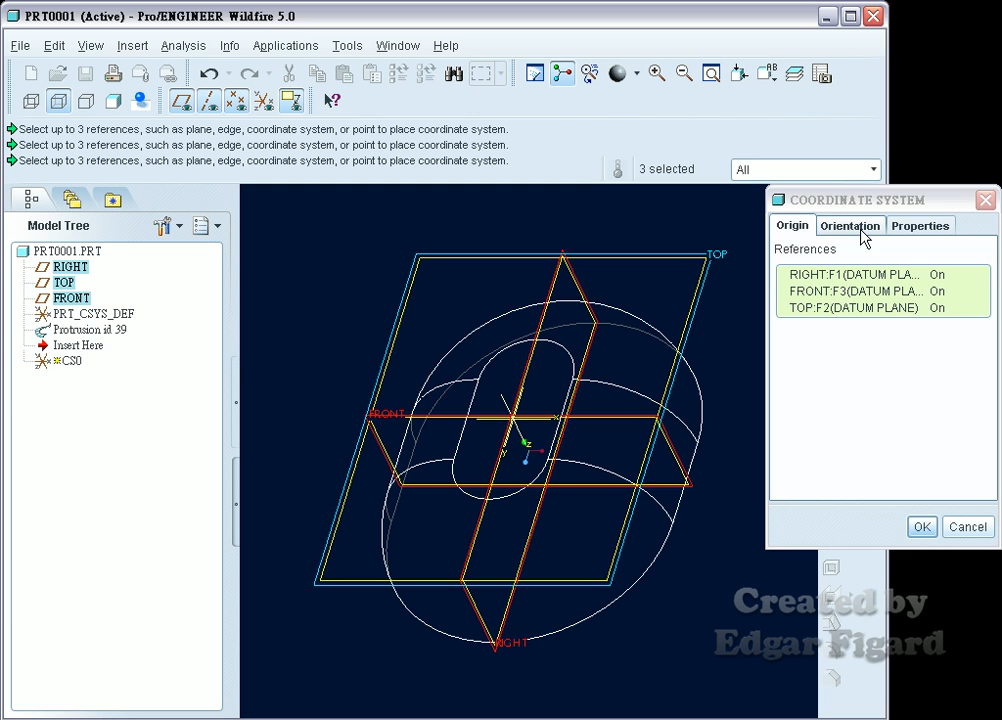 PRT0001 (Active) - Pro/ENGINEER Wildfire 5.0
File Edit View Insert Analysis Info Applications Tools Window Help
Select up to 3 references, such as plane, edge, coordinate system, or point to place coordinate system.
Select up to 3 references, such as plane, edge, coordinate system, or point to place coordinate system.
Select up to 3 references, such as plane, edge, coordinate system, or point to place coordinate system.
3 selected
All
Model Tree
PRT0001.PRT
RIGHT
TOP
FRONT
PRT_CSYS_DEF
Protrusion id 39
Insert Here
CS0
TOP
FRONT
X
Z
Y
RIGHT
COORDINATE SYSTEM
Origin Orientation Properties
References
RIGHT:F1(DATUM PLA... On
FRONT:F3(DATUM PLA... On
TOP:F2(DATUM PLANE) On
OK Cancel
Created by
Edgar Figard